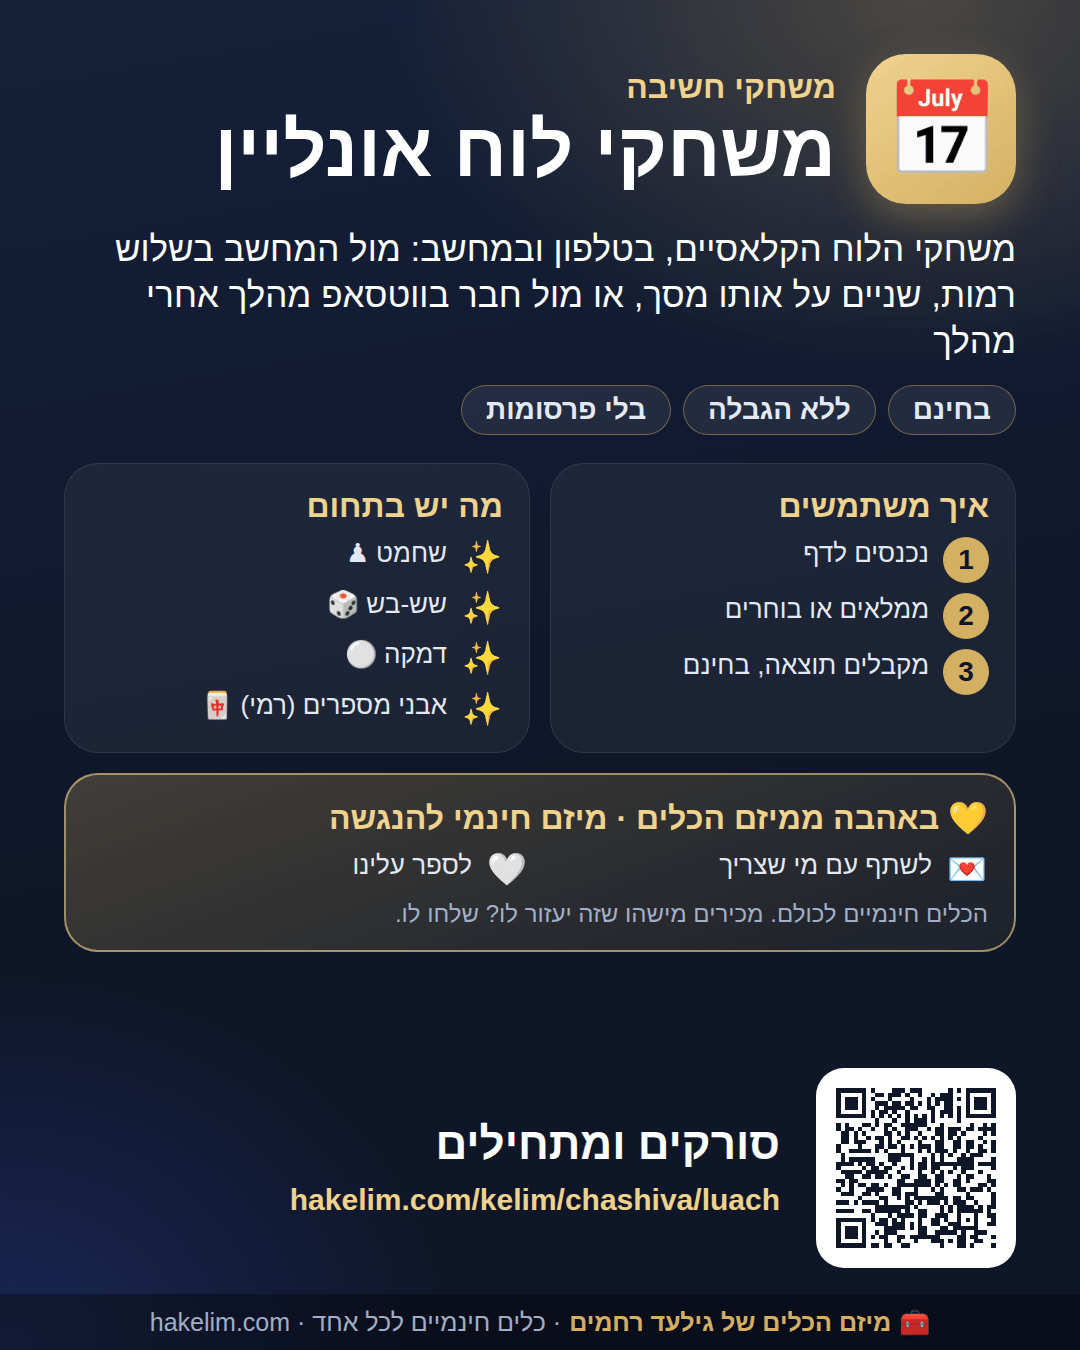 July
17
משחקי חשיבה
משחקי לוח אונליין
משחקי הלוח הקלאסיים, בטלפון ובמחשב: מול המחשב בשלוש
רמות, שניים על אותו מסך, או מול חבר בווטסאפ מהלך אחרי
מהלך
בחינם
ללא הגבלה
בלי פרסומות
איך משתמשים
1 נכנסים לדף
2 ממלאים או בוחרים
3 מקבלים תוצאה, בחינם
מה יש בתחום
✨ שחמט ♟
✨ שש-בש 🎲
✨ דמקה ⚪
✨ אבני מספרים (רמי) 🀄
💛 באהבה ממיזם הכלים · מיזם חינמי להנגשה
💌 לשתף עם מי שצריך
🤍 לספר עלינו
הכלים חינמיים לכולם. מכירים מישהו שזה יעזור לו? שלחו לו.
סורקים ומתחילים
hakelim.com/kelim/chashiva/luach
🧰 מיזם הכלים של גילעד רחמים · כלים חינמיים לכל אחד · hakelim.com